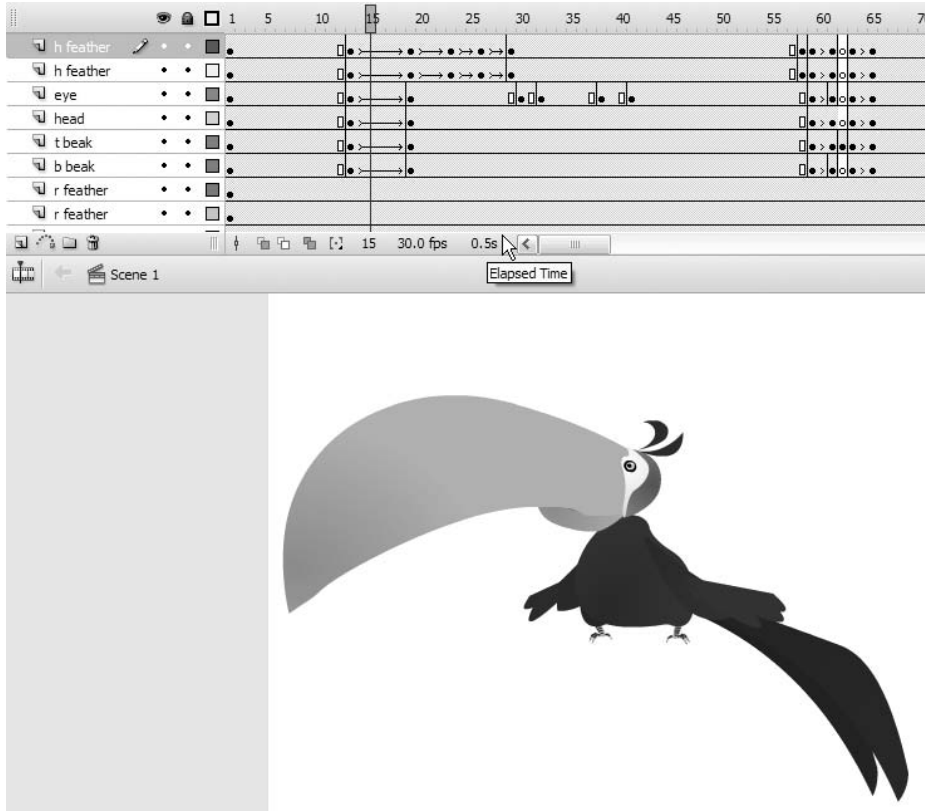 1 5 10 15 20 25 30 35 40 45 50 55 60 65 70
h feather
h feather
eye
head
t beak
b beak
r feather
r feather
15 30.0 fps 0.5s
Elapsed Time
Scene 1